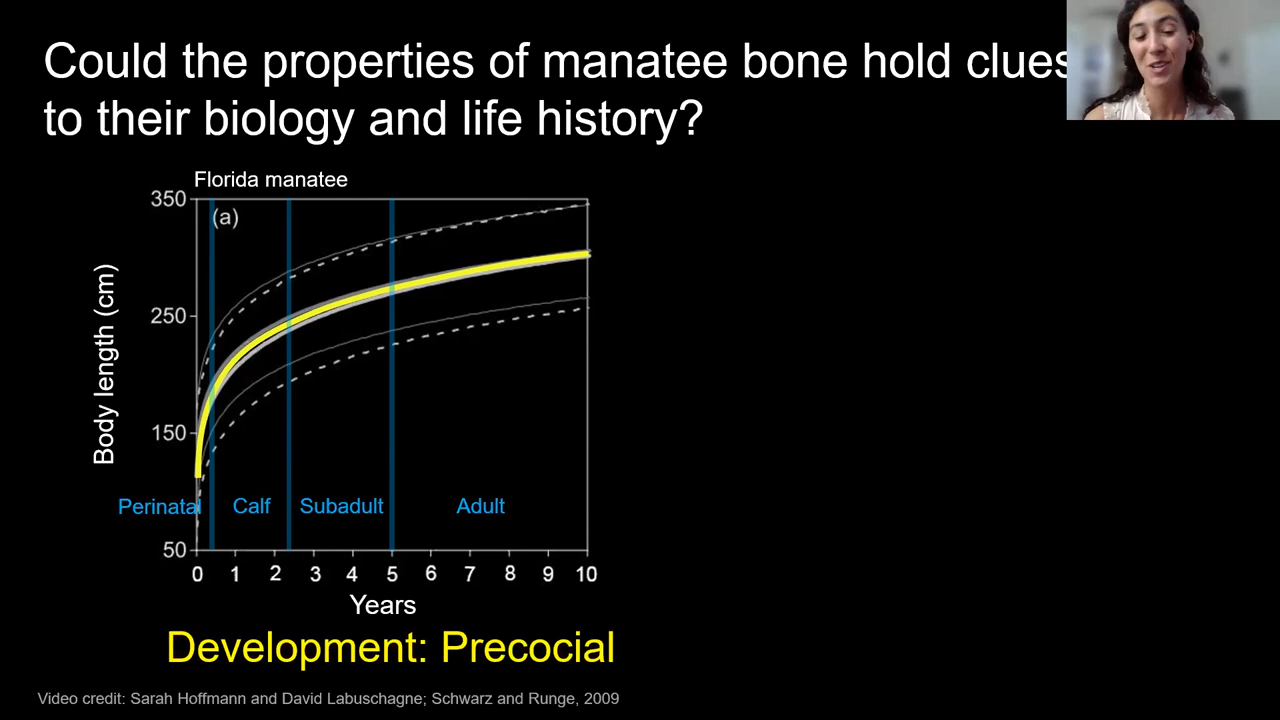 Could the properties of manatee bone hold clues
to their biology and life history?
Florida manatee
(a)
350
250
150
50
Body length (cm)
Perinatal
Calf
Subadult
Adult
0 1 2 3 4 5 6 7 8 9 10
Years
Development: Precocial
Video credit: Sarah Hoffmann and David Labuschagne; Schwarz and Runge, 2009